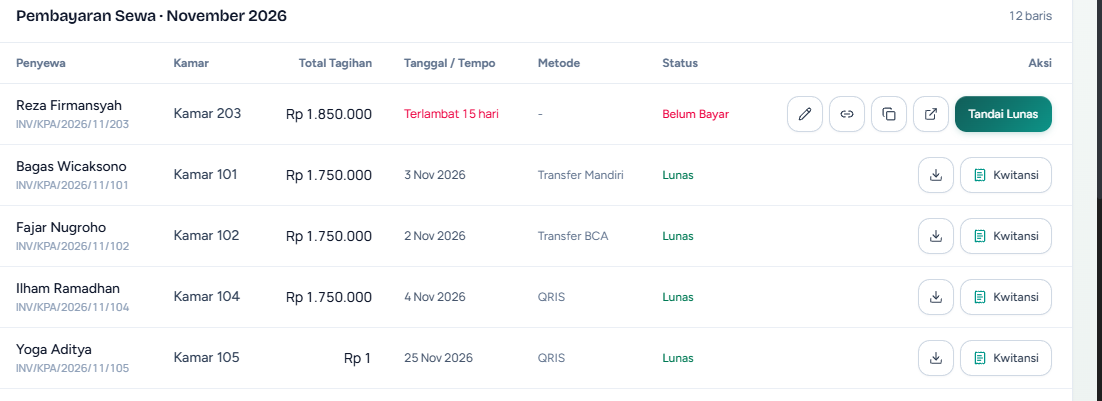 Pembayaran Sewa · November 2026
12 baris
Penyewa Kamar Total Tagihan Tanggal / Tempo Metode Status Aksi
Reza Firmansyah
INV/KPA/2026/11/203
Kamar 203 Rp 1.850.000 Terlambat 15 hari - Belum Bayar Tandai Lunas
Bagas Wicaksono
INV/KPA/2026/11/101
Kamar 101 Rp 1.750.000 3 Nov 2026 Transfer Mandiri Lunas Kwitansi
Fajar Nugroho
INV/KPA/2026/11/102
Kamar 102 Rp 1.750.000 2 Nov 2026 Transfer BCA Lunas Kwitansi
Ilham Ramadhan
INV/KPA/2026/11/104
Kamar 104 Rp 1.750.000 4 Nov 2026 QRIS Lunas Kwitansi
Yoga Aditya
INV/KPA/2026/11/105
Kamar 105 Rp 1 25 Nov 2026 QRIS Lunas Kwitansi